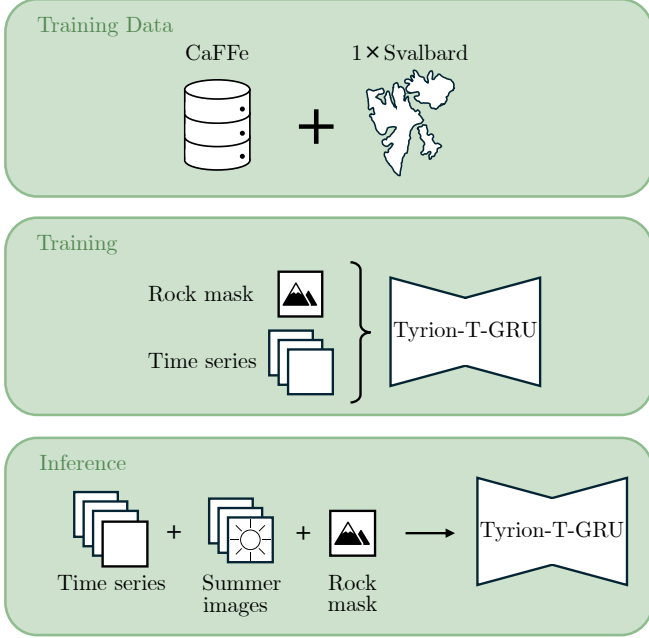 Training Data
CaFFe
1×Svalbard
Training
Rock mask
Time series
Tyrion-T-GRU
Inference
Tyrion-T-GRU
Time series
Summer
images
Rock
mask